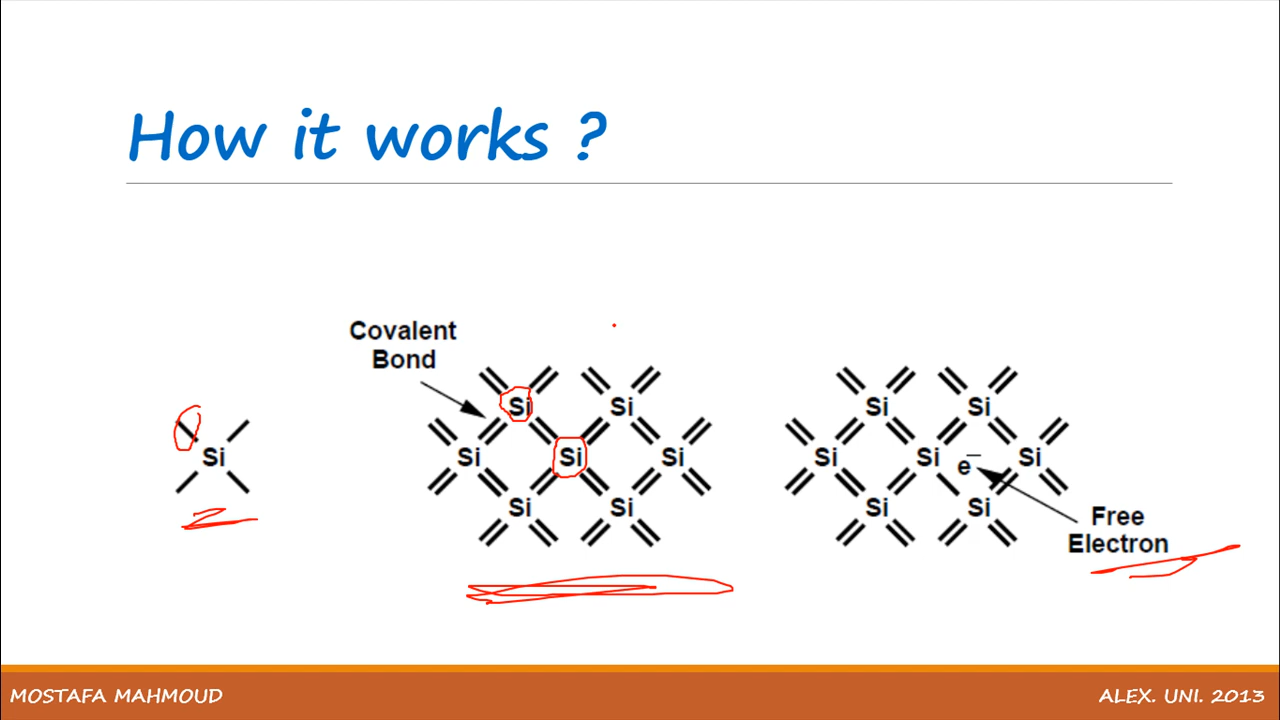 How it works ?
Covalent
Bond
Si
Si Si Si Si
Si Si Si Si Si Si e− Si
Si Si Si Si
Free
Electron
MOSTAFA MAHMOUD
ALEX. UNI. 2013